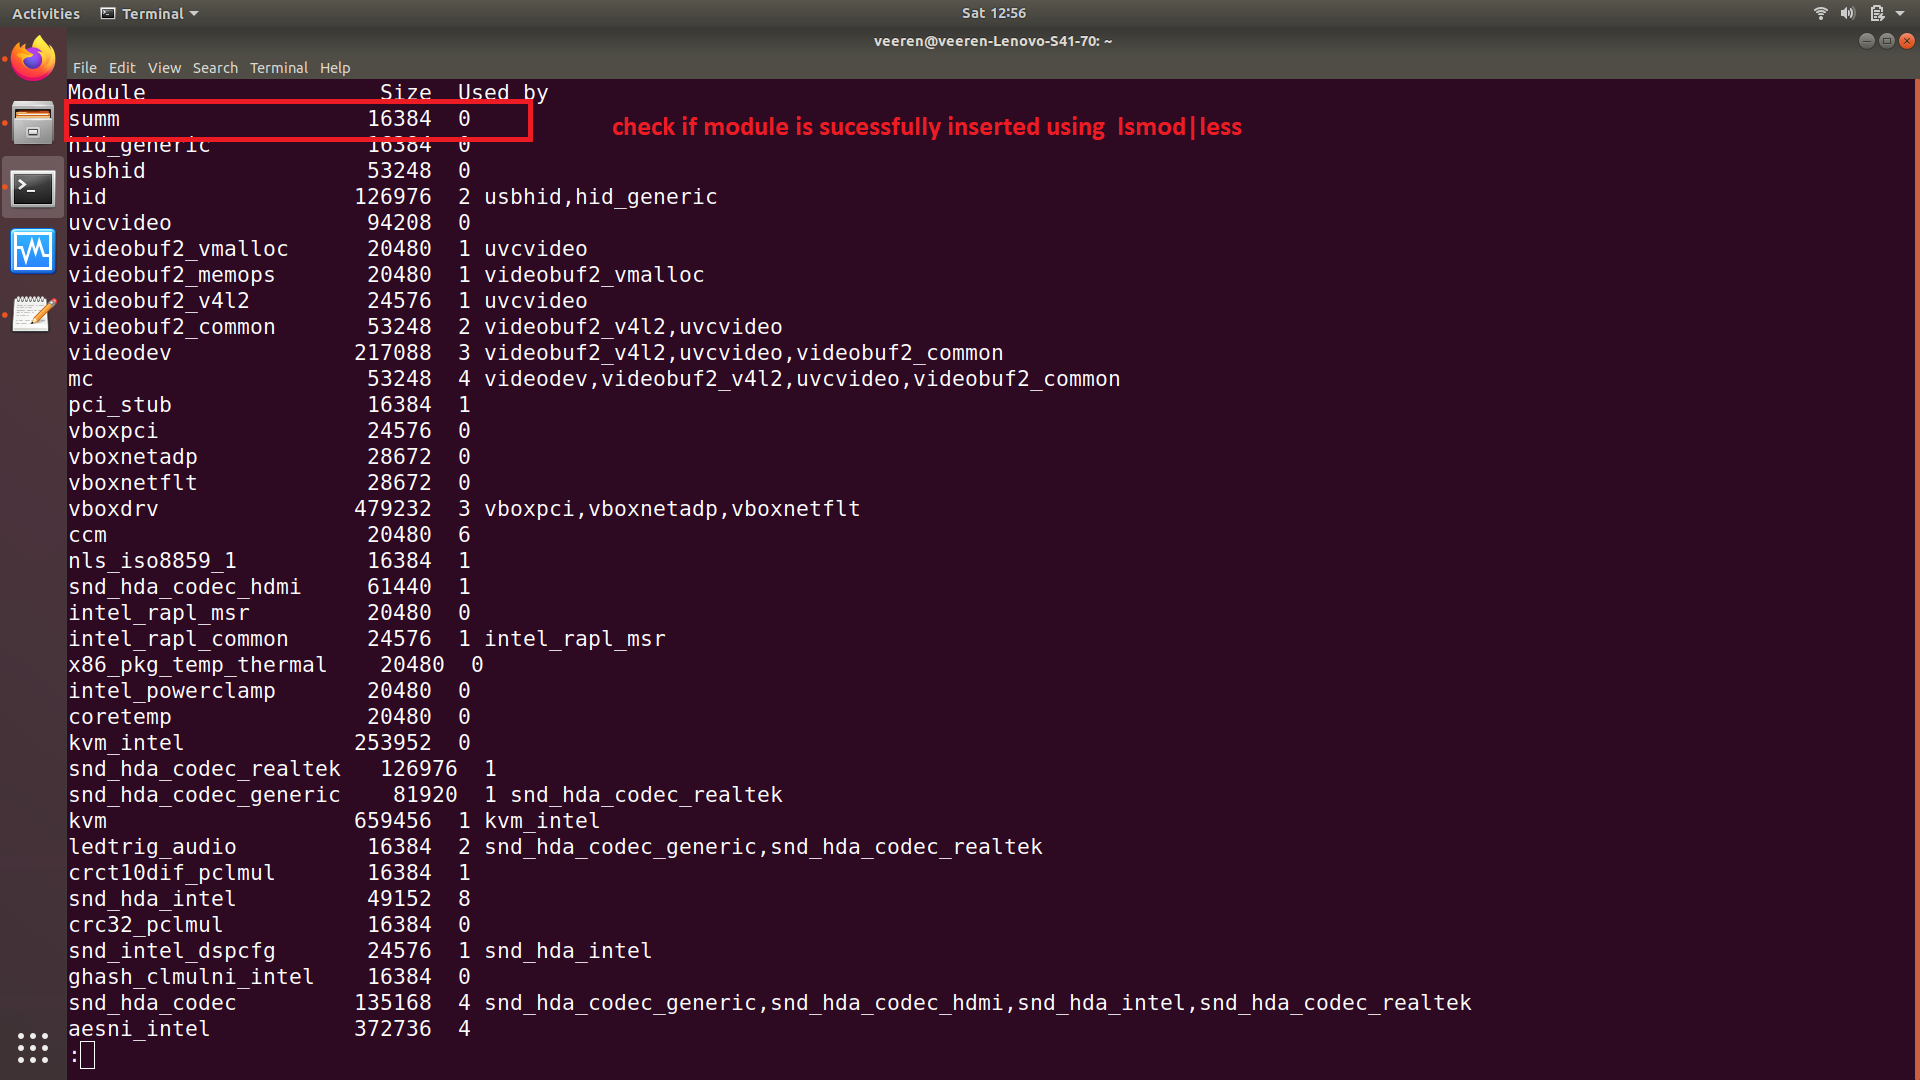 Activities Terminal Sat 12:56
veeren@veeren-Lenovo-S41-70: ~
File Edit View Search Terminal Help
Module Size Used by
summ 16384 0
check if module is sucessfully inserted using lsmod|less
hid_generic 16384 0
usbhid 53248 0
hid 126976 2 usbhid,hid_generic
uvcvideo 94208 0
videobuf2_vmalloc 20480 1 uvcvideo
videobuf2_memops 20480 1 videobuf2_vmalloc
videobuf2_v4l2 24576 1 uvcvideo
videobuf2_common 53248 2 videobuf2_v4l2,uvcvideo
videodev 217088 3 videobuf2_v4l2,uvcvideo,videobuf2_common
mc 53248 4 videodev,videobuf2_v4l2,uvcvideo,videobuf2_common
pci_stub 16384 1
vboxpci 24576 0
vboxnetadp 28672 0
vboxnetflt 28672 0
vboxdrv 479232 3 vboxpci,vboxnetadp,vboxnetflt
ccm 20480 6
nls_iso8859_1 16384 1
snd_hda_codec_hdmi 61440 1
intel_rapl_msr 20480 0
intel_rapl_common 24576 1 intel_rapl_msr
x86_pkg_temp_thermal 20480 0
intel_powerclamp 20480 0
coretemp 20480 0
kvm_intel 253952 0
snd_hda_codec_realtek 126976 1
snd_hda_codec_generic 81920 1 snd_hda_codec_realtek
kvm 659456 1 kvm_intel
ledtrig_audio 16384 2 snd_hda_codec_generic,snd_hda_codec_realtek
crct10dif_pclmul 16384 1
snd_hda_intel 49152 8
crc32_pclmul 16384 0
snd_intel_dspcfg 24576 1 snd_hda_intel
ghash_clmulni_intel 16384 0
snd_hda_codec 135168 4 snd_hda_codec_generic,snd_hda_codec_hdmi,snd_hda_intel,snd_hda_codec_realtek
aesni_intel 372736 4
: